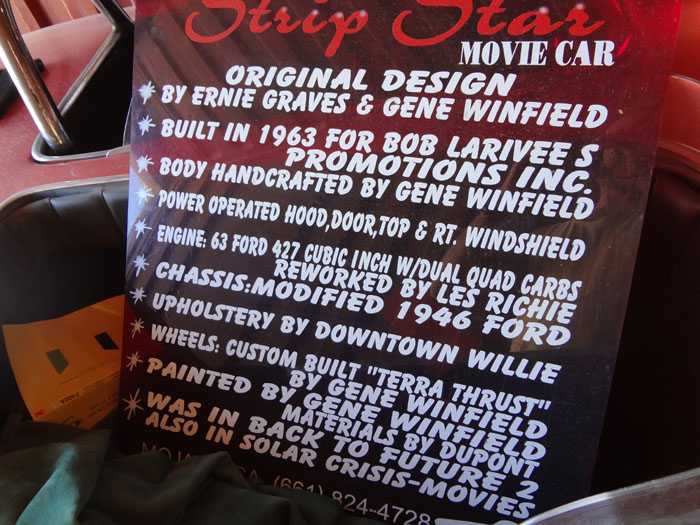 Strip Star
MOVIE CAR
ORIGINAL DESIGN
BY ERNIE GRAVES & GENE WINFIELD
BUILT IN 1963 FOR BOB LARIVEE S
PROMOTIONS INC.
BODY HANDCRAFTED BY GENE WINFIELD
POWER OPERATED HOOD,DOOR,TOP & RT. WINDSHIELD
ENGINE: 63 FORD 427 CUBIC INCH W/DUAL QUAD CARBS
REWORKED BY LES RICHIE
CHASSIS:MODIFIED 1946 FORD
UPHOLSTERY BY DOWNTOWN WILLIE
WHEELS: CUSTOM BUILT "TERRA THRUST"
BY GENE WINFIELD
PAINTED BY GENE WINFIELD
MATERIALS BY DUPONT
WAS IN BACK TO FUTURE 2
ALSO IN SOLAR CRISIS-MOVIES
(661) 824-4728